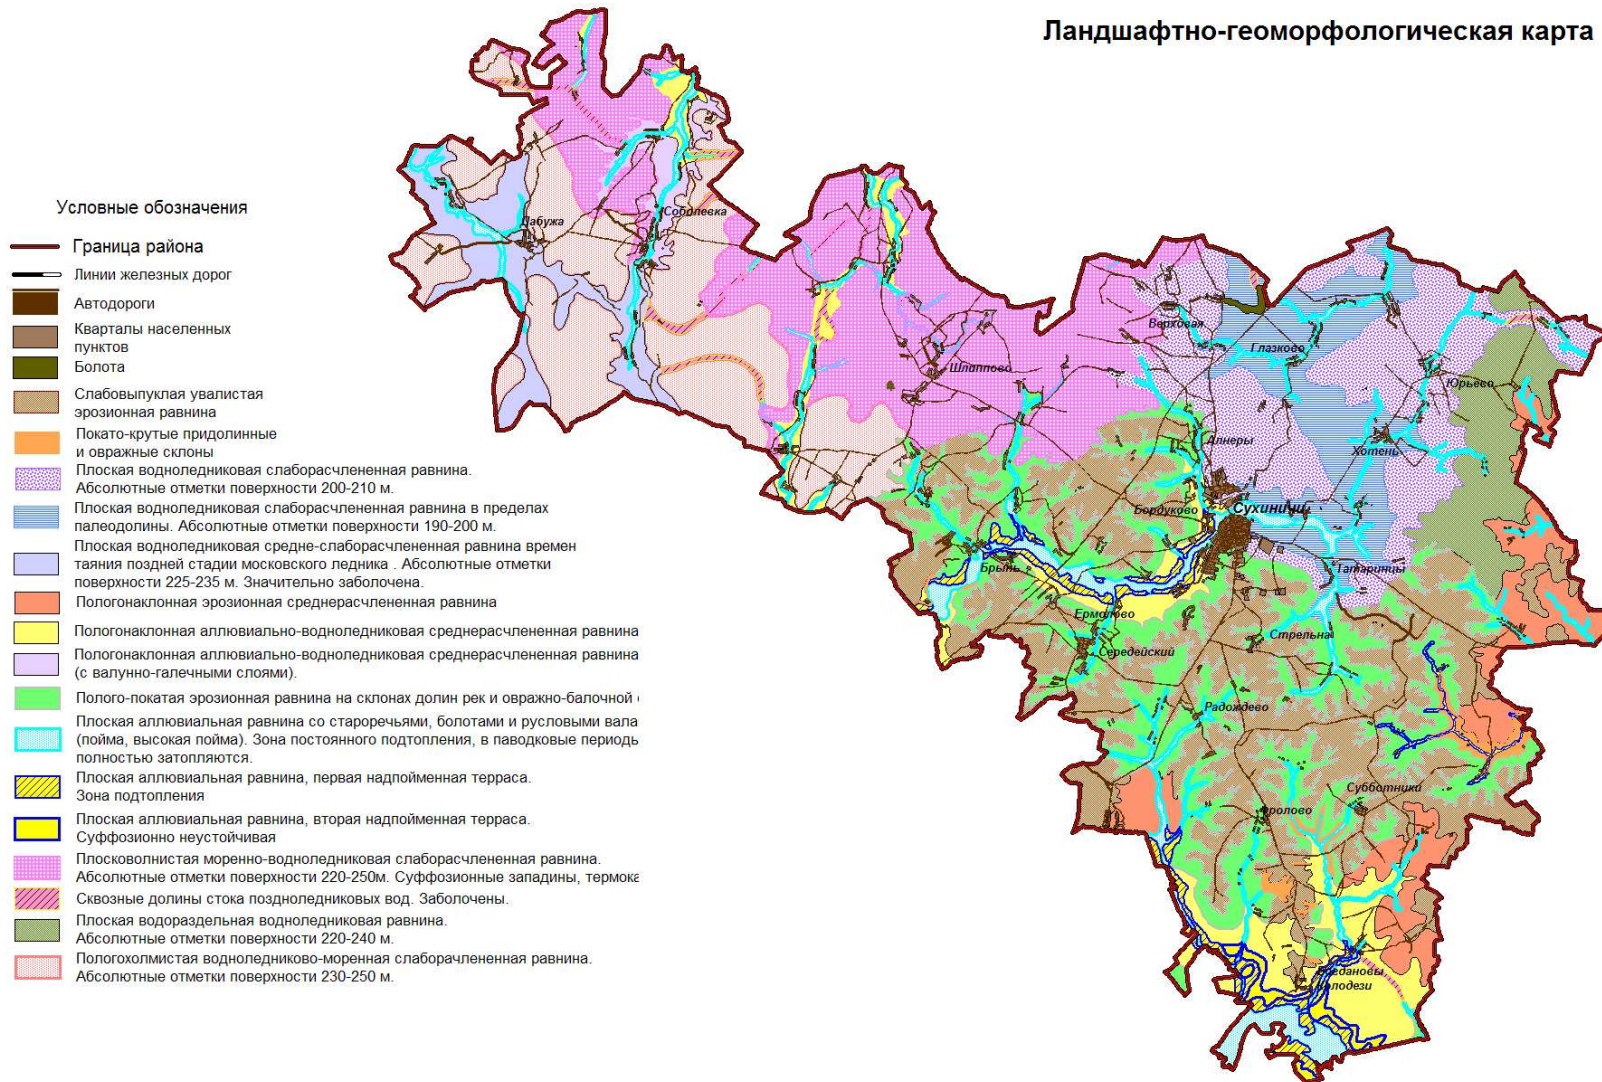 Ландшафтно-геоморфологическая карта
Условные обозначения
Граница района
Линии железных дорог
Автодороги
Кварталы населенных
пунктов
Болота
Слабовыпуклая увалистая
эрозионная равнина
Покато-крутые придолинные
и овражные склоны
Плоская водноледниковая слаборасчлененная равнина.
Абсолютные отметки поверхности 200-210 м.
Плоская водноледниковая слаборасчлененная равнина в пределах
палеодолины. Абсолютные отметки поверхности 190-200 м.
Плоская водноледниковая средне-слаборасчлененная равнина времен
таяния поздней стадии московского ледника . Абсолютные отметки
поверхности 225-235 м. Значительно заболочена.
Пологонаклонная эрозионная среднерасчлененная равнина
Пологонаклонная аллювиально-водноледниковая среднерасчлененная равнина
Пологонаклонная аллювиально-водноледниковая среднерасчлененная равнина
(с валунно-галечными слоями).
Полого-покатая эрозионная равнина на склонах долин рек и овражно-балочной
Плоская аллювиальная равнина со староречьями, болотами и русловыми вала
(пойма, высокая пойма). Зона постоянного подтопления, в паводковые периоды
полностью затопляются.
Плоская аллювиальная равнина, первая надпойменная терраса.
Зона подтопления
Плоская аллювиальная равнина, вторая надпойменная терраса.
Суффозионно неустойчивая
Плосковолнистая моренно-водноледниковая слаборасчлененная равнина.
Абсолютные отметки поверхности 220-250м. Суффозионные западины, термока
Сквозные долины стока позднеледниковых вод. Заболочены.
Плоская водораздельная водноледниковая равнина.
Абсолютные отметки поверхности 220-240 м.
Пологохолмистая водноледниково-моренная слаборачлененная равнина.
Абсолютные отметки поверхности 230-250 м.
Соболевка
Лабужа
Верховая
Глазково
Шлиппово
Юрьево
Алнеры
Хотень
Бордуково
Сухиничи
Брынь
Татаринцы
Ермолово
Стрельна
Середейский
Радождево
Субботники
Фролово
Богдановы
Колодези